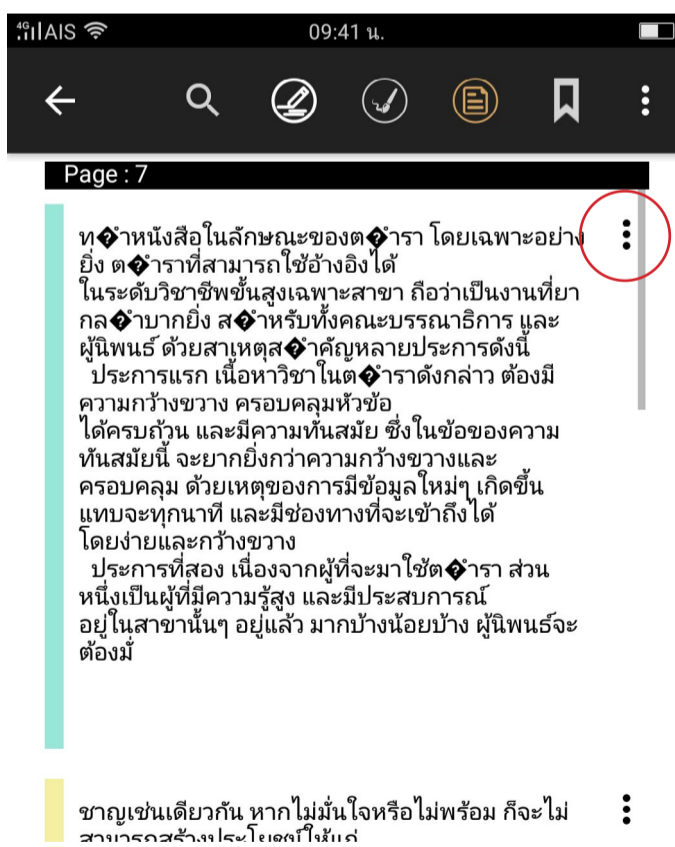 4G AIS 09:41 น.
Page : 7
ท�ำหนังสือในลักษณะของต�ำรา โดยเฉพาะอย่าง
ยิ่ง ต�ำราที่สามารถใช้อ้างอิงได้
ในระดับวิชาชีพขั้นสูงเฉพาะสาขา ถือว่าเป็นงานที่ยา
กล�ำบากยิ่ง ส�ำหรับทั้งคณะบรรณาธิการ และ
ผู้นิพนธ์ ด้วยสาเหตุส�ำคัญหลายประการดังนี้
ประการแรก เนื้อหาวิชาในต�ำราดังกล่าว ต้องมี
ความกว้างขวาง ครอบคลุมหัวข้อ
ได้ครบถ้วน และมีความทันสมัย ซึ่งในข้อของความ
ทันสมัยนี้ จะยากยิ่งกว่าความกว้างขวางและ
ครอบคลุม ด้วยเหตุของการมีข้อมูลใหม่ๆ เกิดขึ้น
แทบจะทุกนาที และมีช่องทางที่จะเข้าถึงได้
โดยง่ายและกว้างขวาง
ประการที่สอง เนื่องจากผู้ที่จะมาใช้ต�ำรา ส่วน
หนึ่งเป็นผู้ที่มีความรู้สูง และมีประสบการณ์
อยู่ในสาขานั้นๆ อยู่แล้ว มากบ้างน้อยบ้าง ผู้นิพนธ์จะ
ต้องมั่
ชาญเช่นเดียวกัน หากไม่มั่นใจหรือไม่พร้อม ก็จะไม่
สามารถสร้างประโยชน์ให้แก่